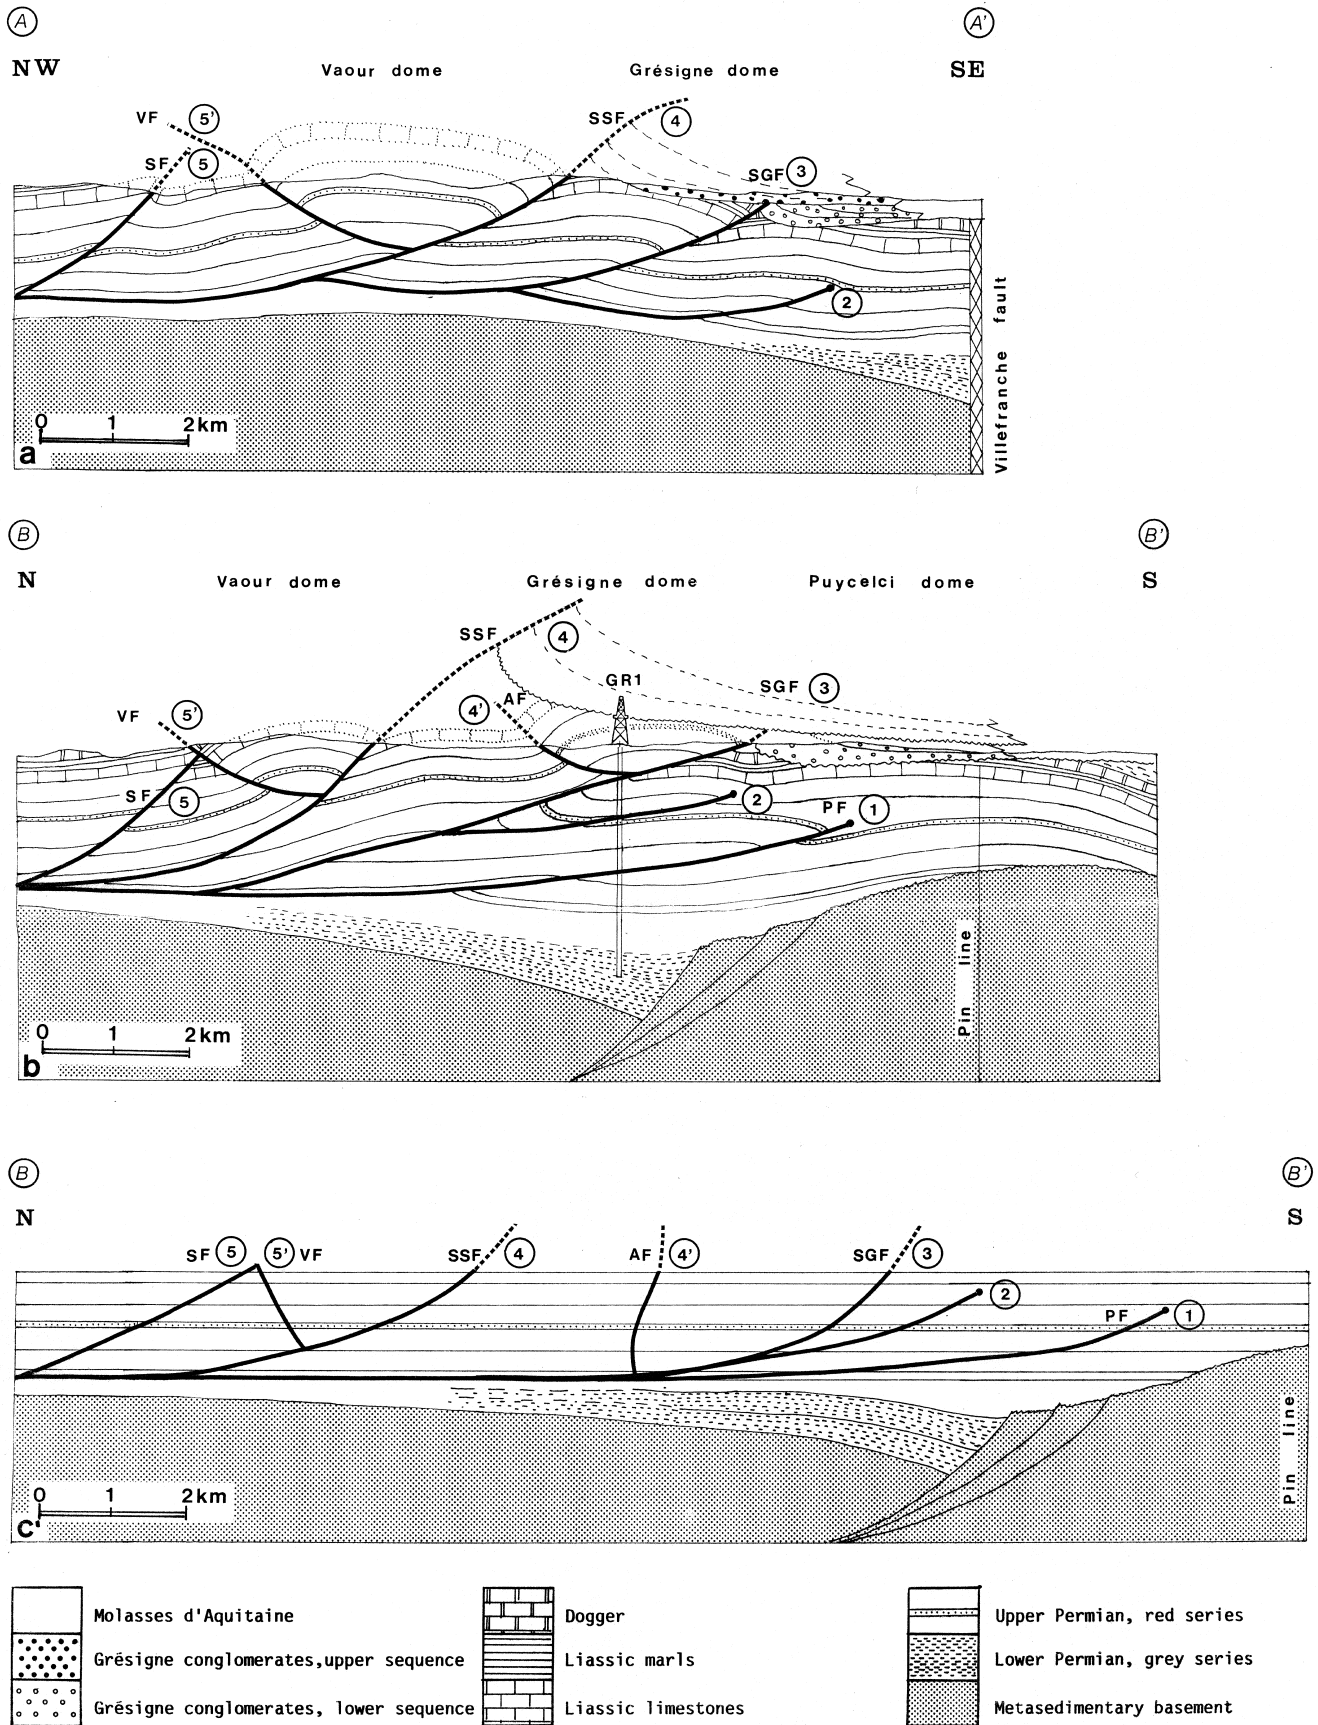 A A'
NW Vaour dome Grésigne dome SE
VF 5' SSF 4
SF 5 SGF 3
2
Villefranche fault
0 1 2km
a
B B'
N Vaour dome Grésigne dome Puycelci dome S
SSF 4
GR1
VF 5' 4' AF SGF 3
SF 5 2 PF 1
Pin line
0 1 2km
b
B B'
N S
SF 5 5' VF SSF 4 AF 4' SGF 3
2
PF 1
Pin line
0 1 2km
c'
Molasses d'Aquitaine
Grésigne conglomerates,upper sequence
Grésigne conglomerates, lower sequence
Dogger
Liassic marls
Liassic limestones
Upper Permian, red series
Lower Permian, grey series
Metasedimentary basement